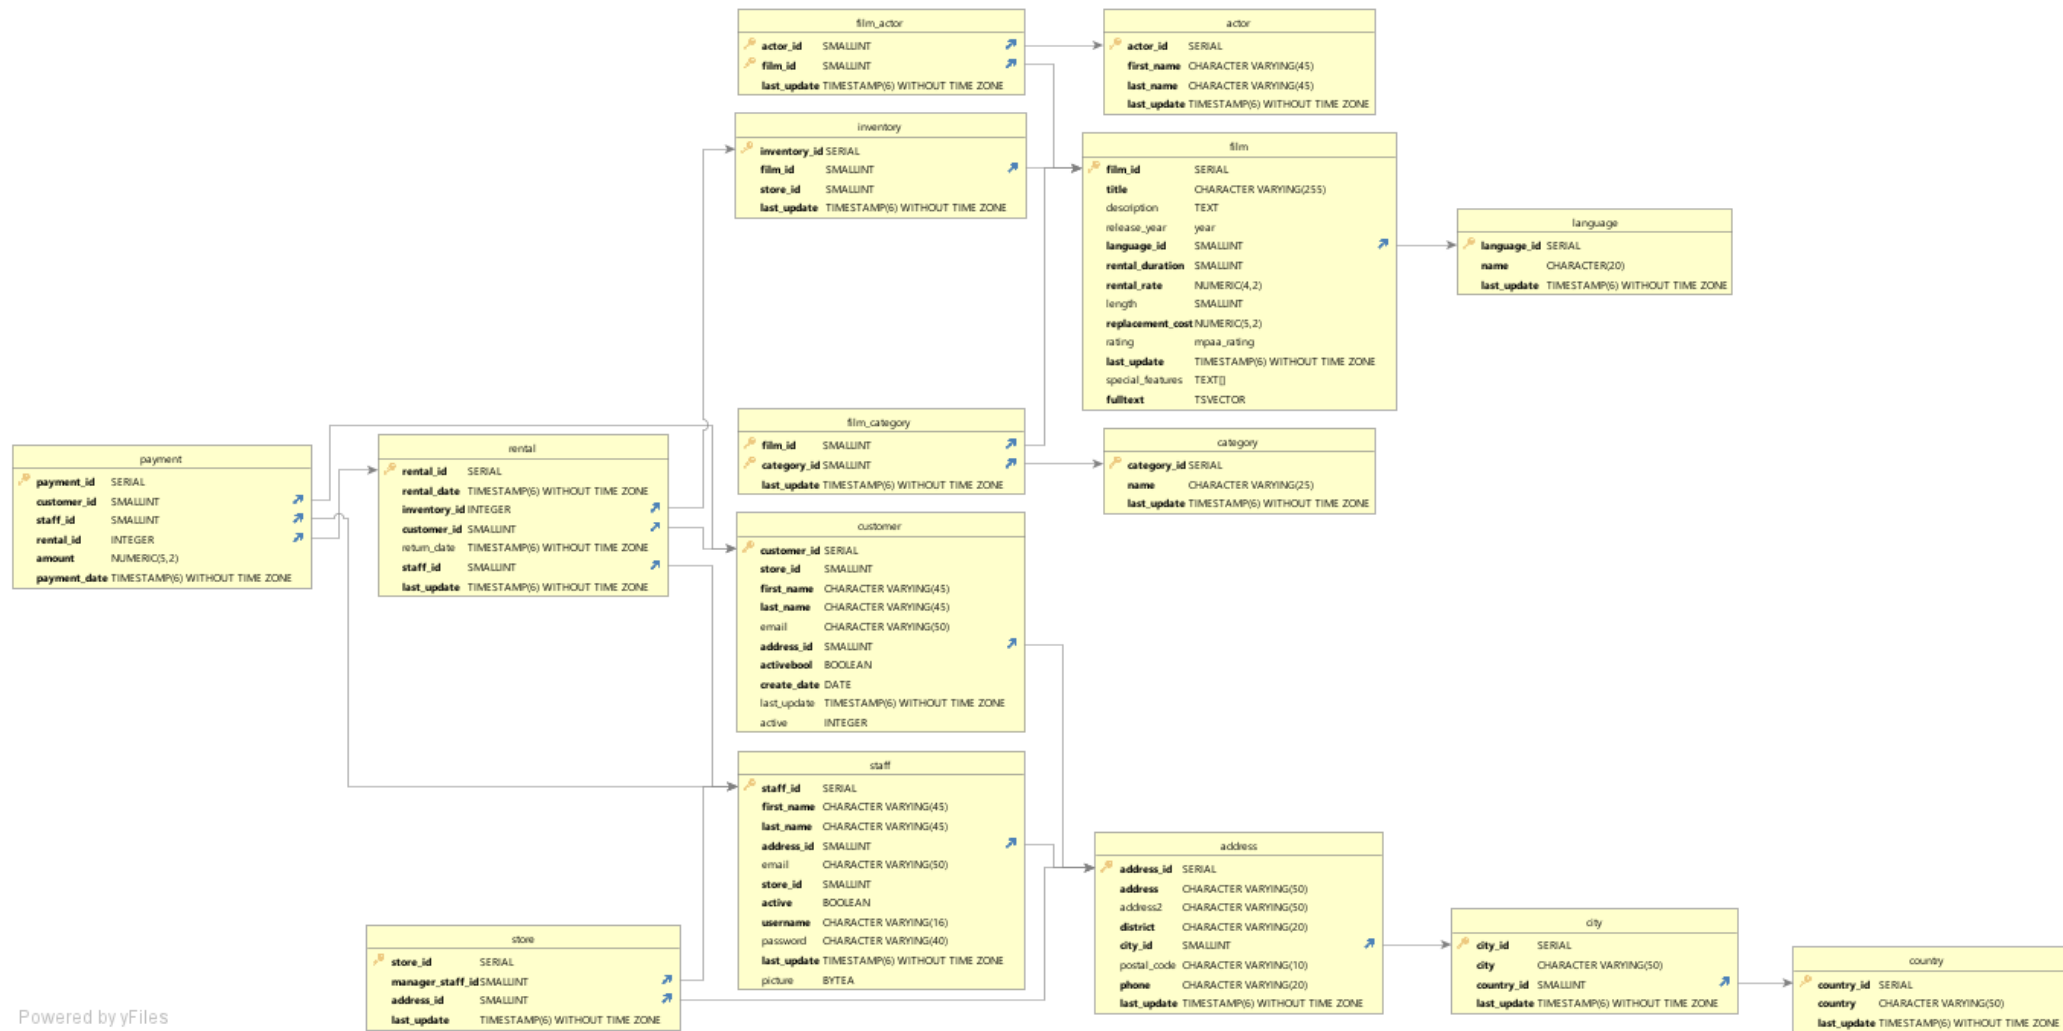 film_actor
actor_id SMALLINT
film_id SMALLINT
last_update TIMESTAMP(6) WITHOUT TIME ZONE
actor
actor_id SERIAL
first_name CHARACTER VARYING(45)
last_name CHARACTER VARYING(45)
last_update TIMESTAMP(6) WITHOUT TIME ZONE
inventory
inventory_id SERIAL
film_id SMALLINT
store_id SMALLINT
last_update TIMESTAMP(6) WITHOUT TIME ZONE
film
film_id SERIAL
title CHARACTER VARYING(255)
description TEXT
release_year year
language_id SMALLINT
rental_duration SMALLINT
rental_rate NUMERIC(4,2)
length SMALLINT
replacement_cost NUMERIC(5,2)
rating mpaa_rating
last_update TIMESTAMP(6) WITHOUT TIME ZONE
special_features TEXT[]
fulltext TSVECTOR
language
language_id SERIAL
name CHARACTER(20)
last_update TIMESTAMP(6) WITHOUT TIME ZONE
film_category
film_id SMALLINT
category_id SMALLINT
last_update TIMESTAMP(6) WITHOUT TIME ZONE
category
category_id SERIAL
name CHARACTER VARYING(25)
last_update TIMESTAMP(6) WITHOUT TIME ZONE
payment
payment_id SERIAL
customer_id SMALLINT
staff_id SMALLINT
rental_id INTEGER
amount NUMERIC(5,2)
payment_date TIMESTAMP(6) WITHOUT TIME ZONE
rental
rental_id SERIAL
rental_date TIMESTAMP(6) WITHOUT TIME ZONE
inventory_id INTEGER
customer_id SMALLINT
return_date TIMESTAMP(6) WITHOUT TIME ZONE
staff_id SMALLINT
last_update TIMESTAMP(6) WITHOUT TIME ZONE
customer
customer_id SERIAL
store_id SMALLINT
first_name CHARACTER VARYING(45)
last_name CHARACTER VARYING(45)
email CHARACTER VARYING(50)
address_id SMALLINT
activebool BOOLEAN
create_date DATE
last_update TIMESTAMP(6) WITHOUT TIME ZONE
active INTEGER
staff
staff_id SERIAL
first_name CHARACTER VARYING(45)
last_name CHARACTER VARYING(45)
address_id SMALLINT
email CHARACTER VARYING(50)
store_id SMALLINT
active BOOLEAN
username CHARACTER VARYING(16)
password CHARACTER VARYING(40)
last_update TIMESTAMP(6) WITHOUT TIME ZONE
picture BYTEA
store
store_id SERIAL
manager_staff_id SMALLINT
address_id SMALLINT
last_update TIMESTAMP(6) WITHOUT TIME ZONE
address
address_id SERIAL
address CHARACTER VARYING(50)
address2 CHARACTER VARYING(50)
district CHARACTER VARYING(20)
city_id SMALLINT
postal_code CHARACTER VARYING(10)
phone CHARACTER VARYING(20)
last_update TIMESTAMP(6) WITHOUT TIME ZONE
city
city_id SERIAL
city CHARACTER VARYING(50)
country_id SMALLINT
last_update TIMESTAMP(6) WITHOUT TIME ZONE
country
country_id SERIAL
country CHARACTER VARYING(50)
last_update TIMESTAMP(6) WITHOUT TIME ZONE
Powered by yFiles